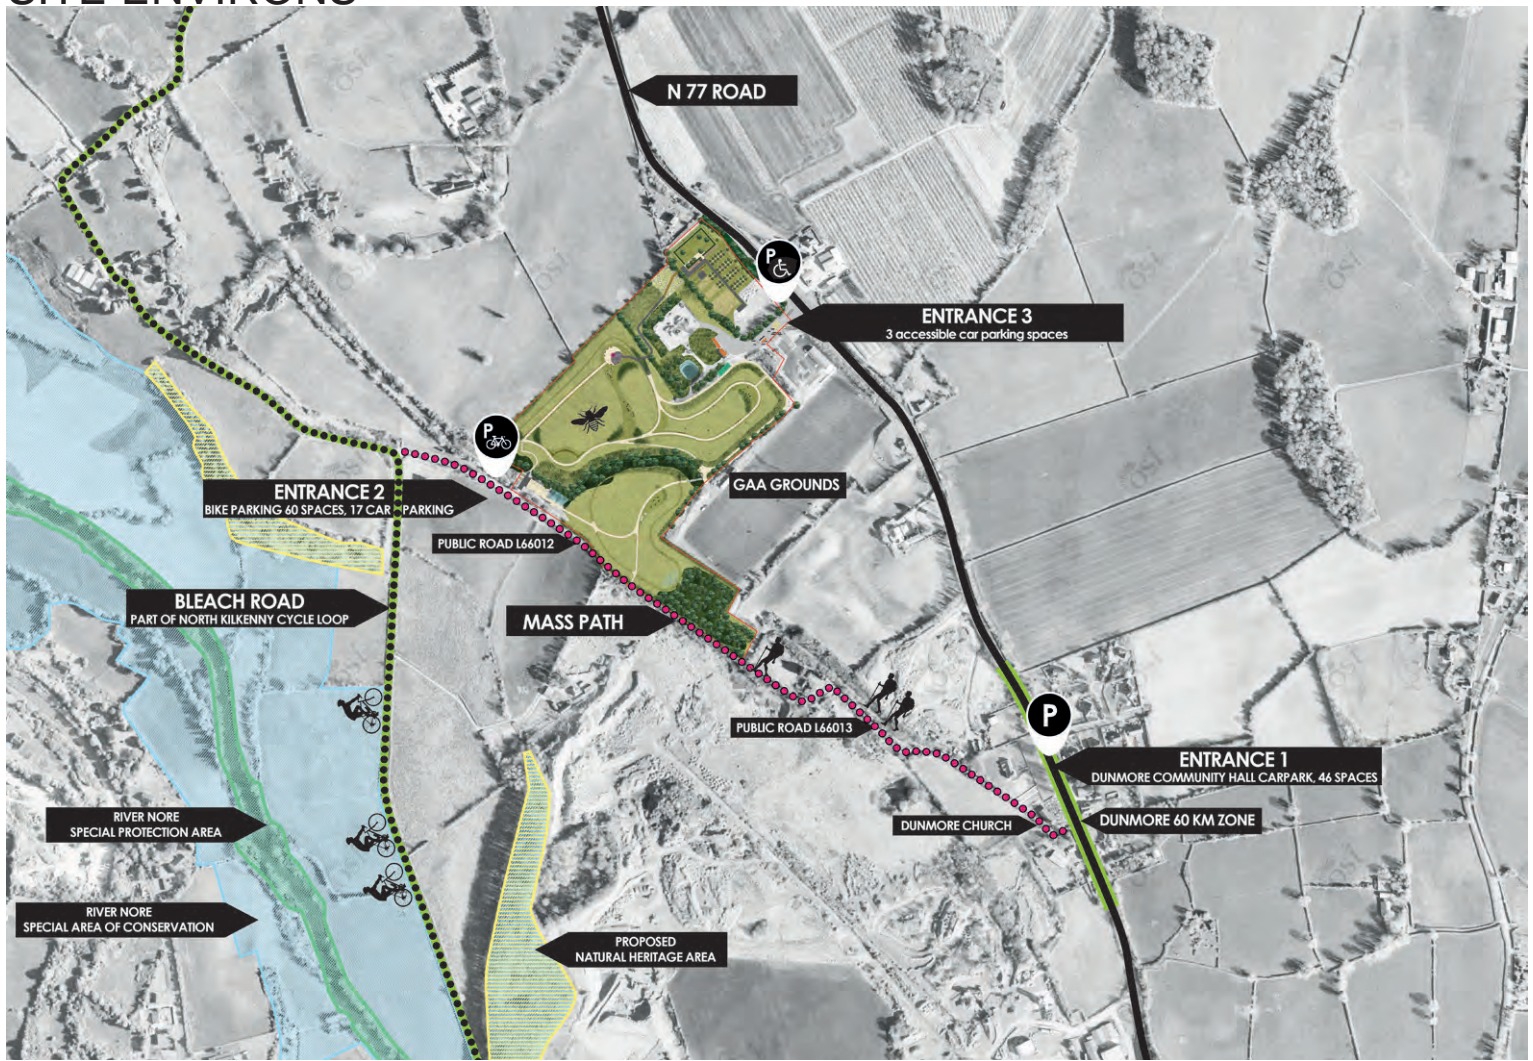 SITE ENVIRONS
N 77 ROAD
P
ENTRANCE 3
3 accessible car parking spaces
P
ENTRANCE 2
BIKE PARKING 60 SPACES, 17 CAR PARKING
GAA GROUNDS
PUBLIC ROAD L66012
BLEACH ROAD
PART OF NORTH KILKENNY CYCLE LOOP
MASS PATH
PUBLIC ROAD L66013
P
ENTRANCE 1
DUNMORE COMMUNITY HALL CARPARK, 46 SPACES
RIVER NORE
SPECIAL PROTECTION AREA
DUNMORE CHURCH
DUNMORE 60 KM ZONE
RIVER NORE
SPECIAL AREA OF CONSERVATION
PROPOSED
NATURAL HERITAGE AREA